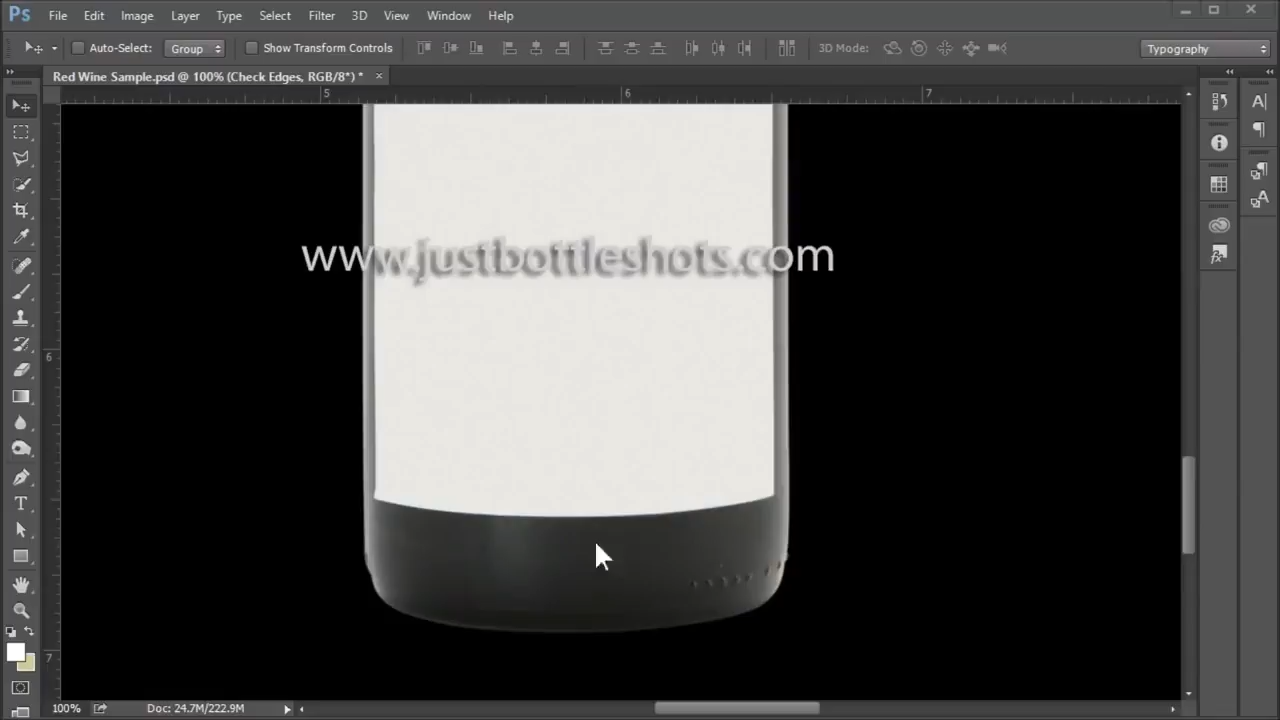 Ps File Edit Image Layer Type Select Filter 3D View Window Help
Auto-Select: Group Show Transform Controls 3D Mode: Typography
Red Wine Sample.psd @ 100% (Check Edges, RGB/8*) * ×
5 6 7
www.justbottleshots.com
6
7
100% Doc: 24.7M/222.9M